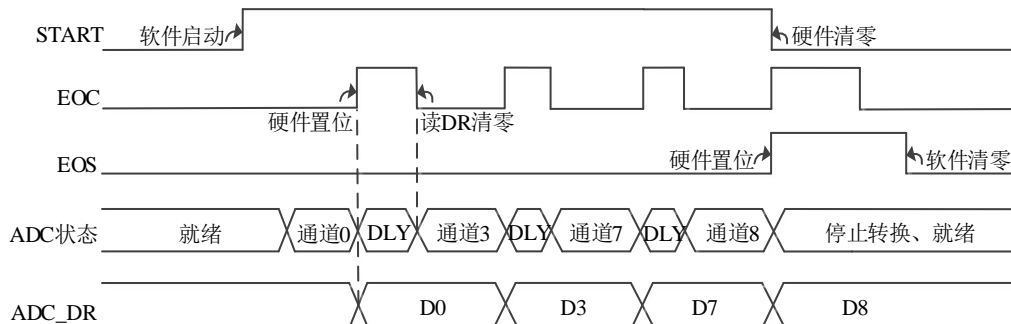 START 软件启动 硬件清零
EOC
硬件置位 读DR清零
EOS 硬件置位 软件清零
ADC状态 就绪 通道0 DLY 通道3 DLY 通道7 DLY 通道8 停止转换、就绪
ADC_DR D0 D3 D7 D8